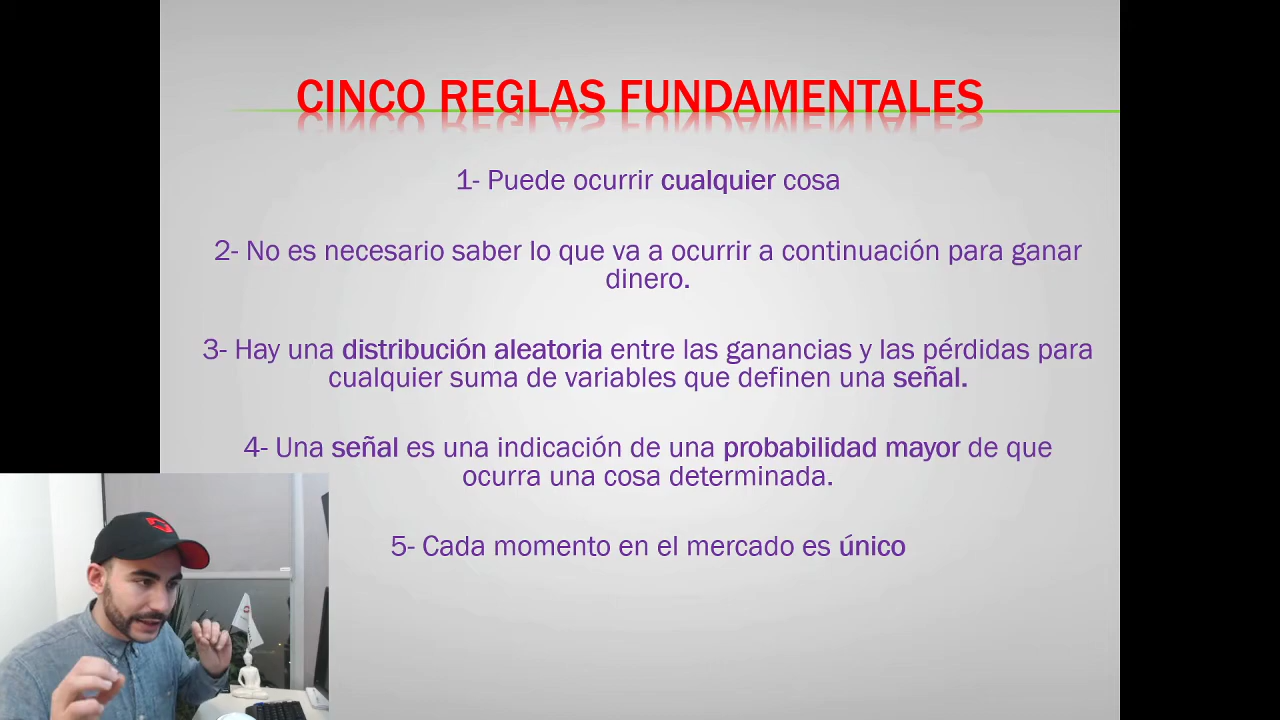 CINCO REGLAS FUNDAMENTALES
1- Puede ocurrir cualquier cosa
2- No es necesario saber lo que va a ocurrir a continuación para ganar
dinero.
3- Hay una distribución aleatoria entre las ganancias y las pérdidas para
cualquier suma de variables que definen una señal.
4- Una señal es una indicación de una probabilidad mayor de que
ocurra una cosa determinada.
5- Cada momento en el mercado es único